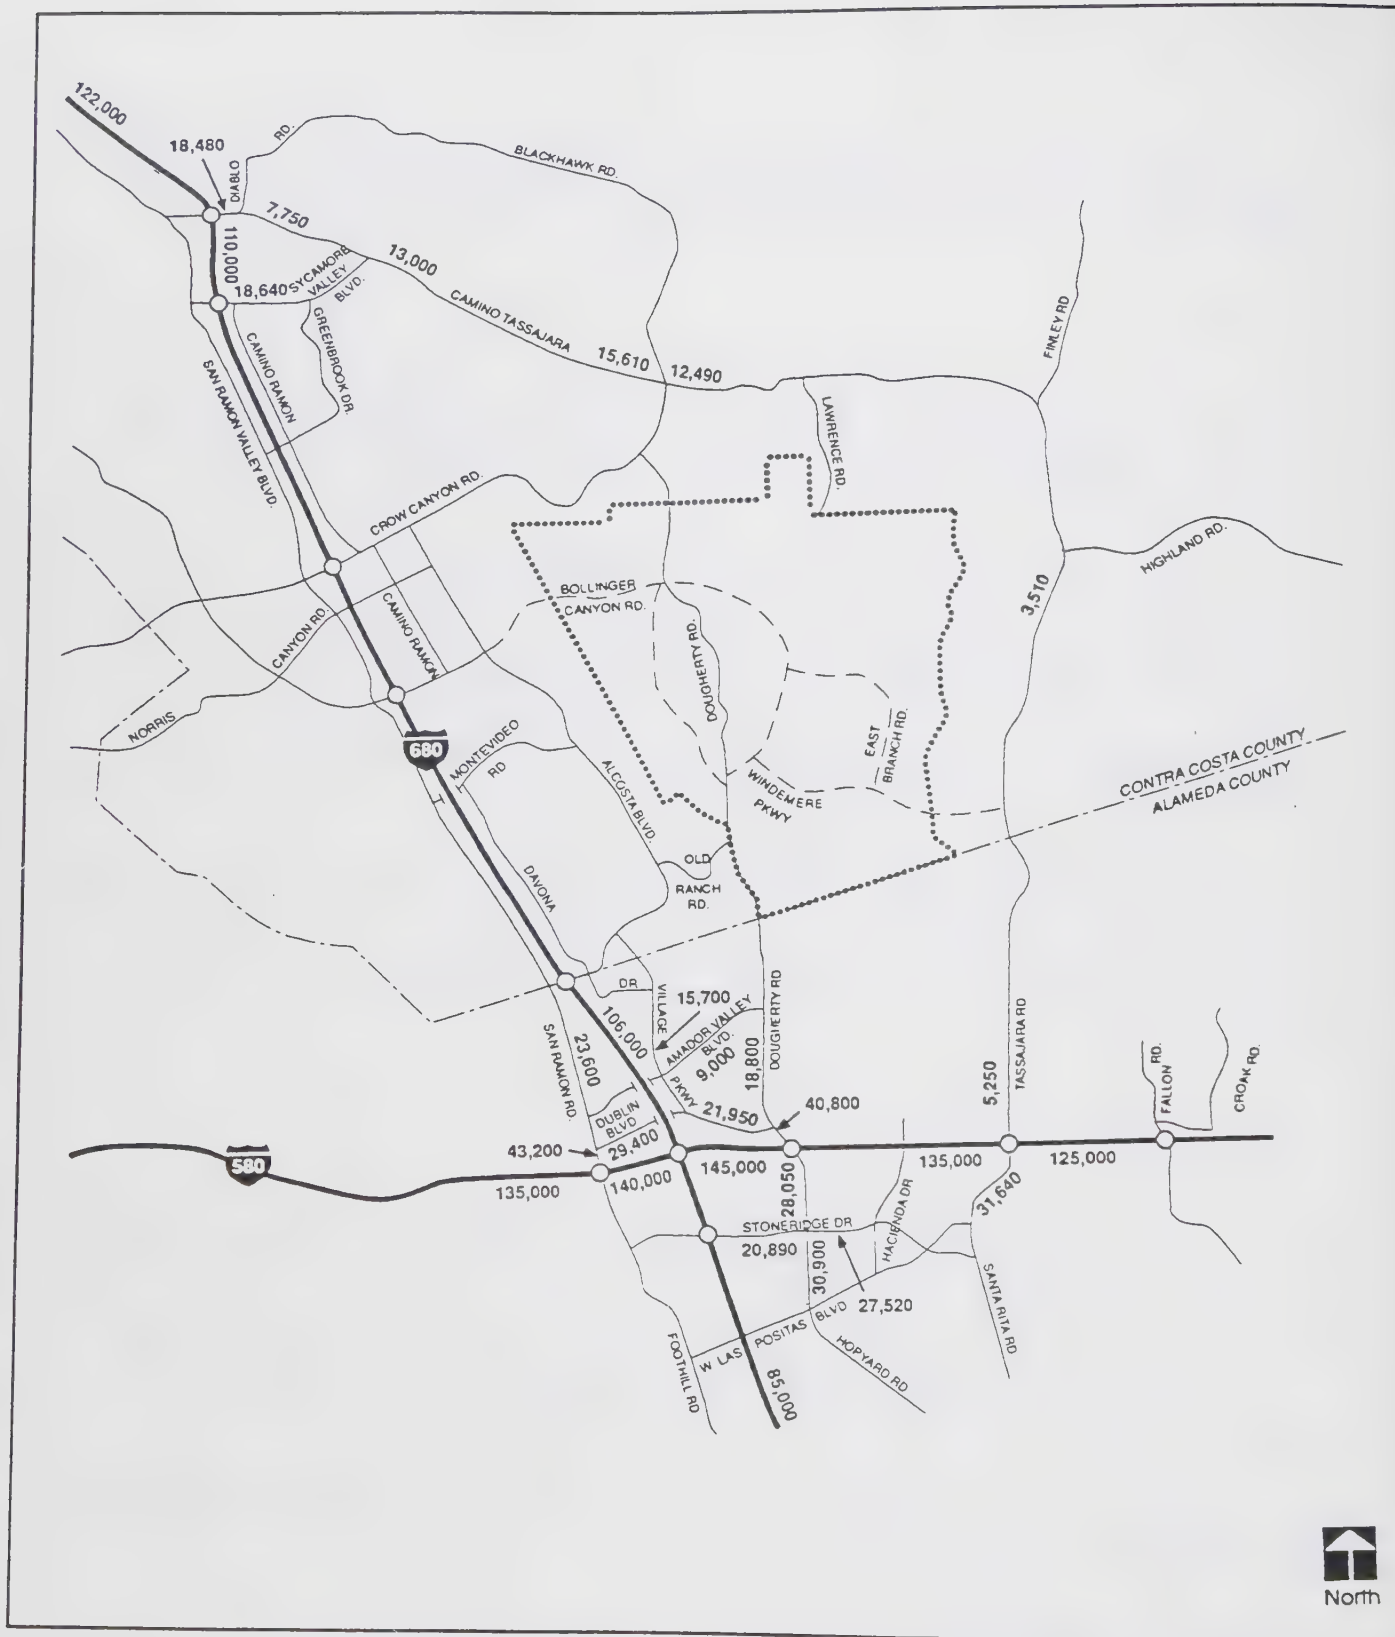 122,000
18,480
DIABLO
RD.
BLACKHAWK RD.
7,750
110,000
13,000
18,640
SYCAMORE
VALLEY
BLVD.
GREENBROOK DR.
CAMINO TASSAJARA
15,610
12,490
FINLEY RD
CAMINO RAMON
SAN RAMON VALLEY BLVD.
LAWRENCE RD.
CROW CANYON RD.
HIGHLAND RD.
3,510
BOLLINGER
CANYON RD.
CANYON RD.
NORRIS
CAMINO RAMON
DOUGHERTY RD.
EAST
BRANCH RD.
680
MONTEVIDEO
RD
ALCOSTA BLVD.
WINDEMERE
PKWY
CONTRA COSTA COUNTY
ALAMEDA COUNTY
OLD
RANCH
RD.
DAVONA
DR
VILLAGE
PKWY
15,700
AMADOR VALLEY
BLVD.
9,000
DOUGHERTY RD
18,800
106,000
23,600
SAN RAMON RD.
TASSAJARA RD
5,250
FALLON
RD.
CROAK RD.
DUBLIN
BLVD
21,950
40,800
43,200
29,400
580
135,000
140,000
145,000
135,000
125,000
28,050
31,640
STONERIDGE DR
20,890
30,900
HACIENDA DR
27,520
SANTA RITA RD
W LAS POSITAS BLVD
HOPYARD RD
FOOTHILL RD
85,000
North